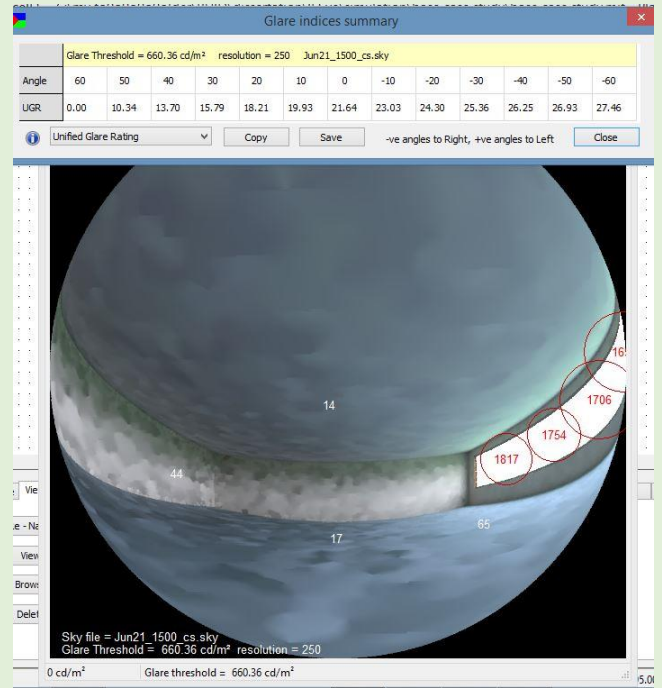 Glare indices summary
Glare Threshold = 660.36 cd/m² resolution = 250 Jun21_1500_cs.sky
Angle 60 50 40 30 20 10 0 -10 -20 -30 -40 -50 -60
UGR 0.00 10.34 13.70 15.79 18.21 19.93 21.64 23.03 24.30 25.36 26.25 26.93 27.46
Unified Glare Rating Copy Save -ve angles to Right, +ve angles to Left Close
1706
14
1754
1817
44
65
17
Vie
e - Na
View
Brows
Delet
Sky file = Jun21_1500_cs.sky
Glare Threshold = 660.36 cd/m² resolution = 250
0 cd/m² Glare threshold = 660.36 cd/m²